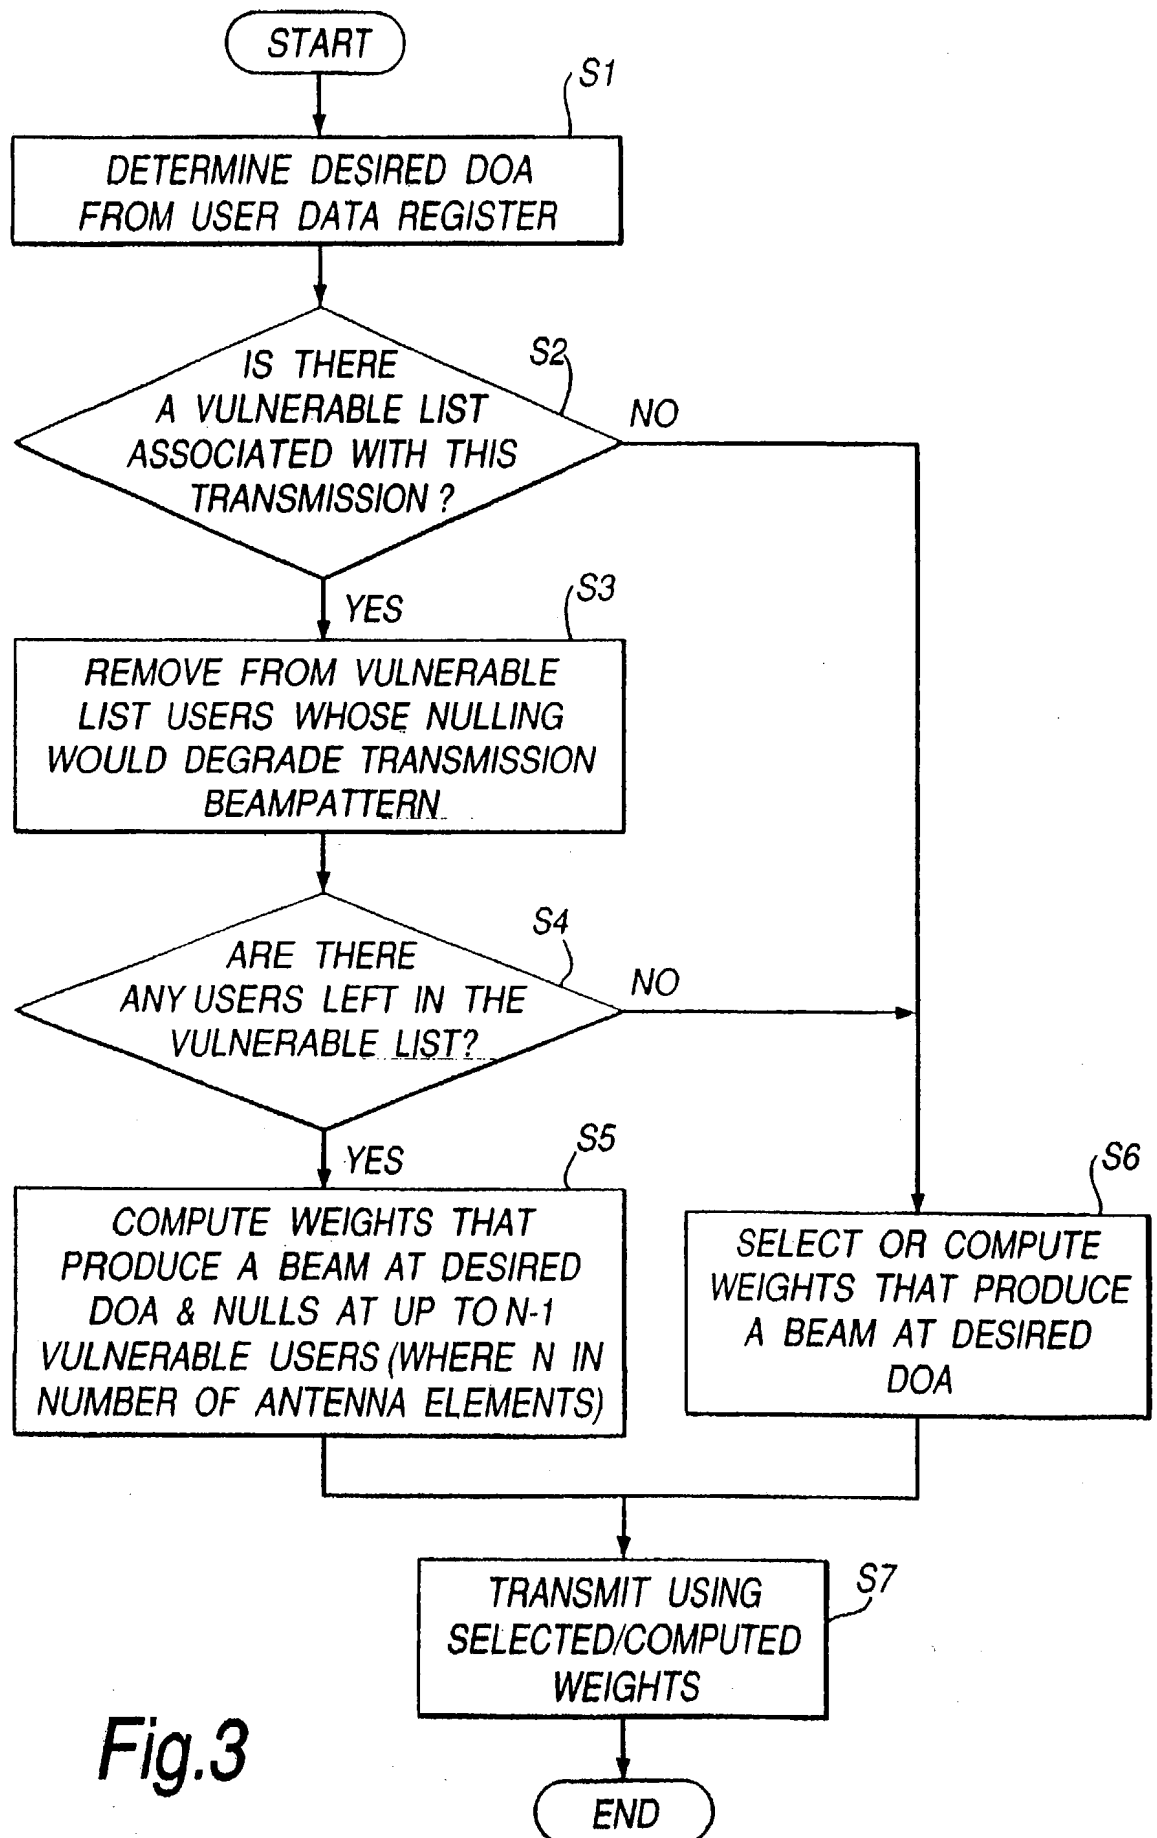 START
S1
DETERMINE DESIRED DOA
FROM USER DATA REGISTER
S2
IS THERE
A VULNERABLE LIST
ASSOCIATED WITH THIS
TRANSMISSION?
NO
YES
S3
REMOVE FROM VULNERABLE
LIST USERS WHOSE NULLING
WOULD DEGRADE TRANSMISSION
BEAMPATTERN
S4
ARE THERE
ANY USERS LEFT IN THE
VULNERABLE LIST?
NO
YES
S5
COMPUTE WEIGHTS THAT
PRODUCE A BEAM AT DESIRED
DOA & NULLS AT UP TO N-1
VULNERABLE USERS (WHERE N IN
NUMBER OF ANTENNA ELEMENTS)
S6
SELECT OR COMPUTE
WEIGHTS THAT PRODUCE
A BEAM AT DESIRED
DOA
S7
TRANSMIT USING
SELECTED/COMPUTED
WEIGHTS
END
Fig.3